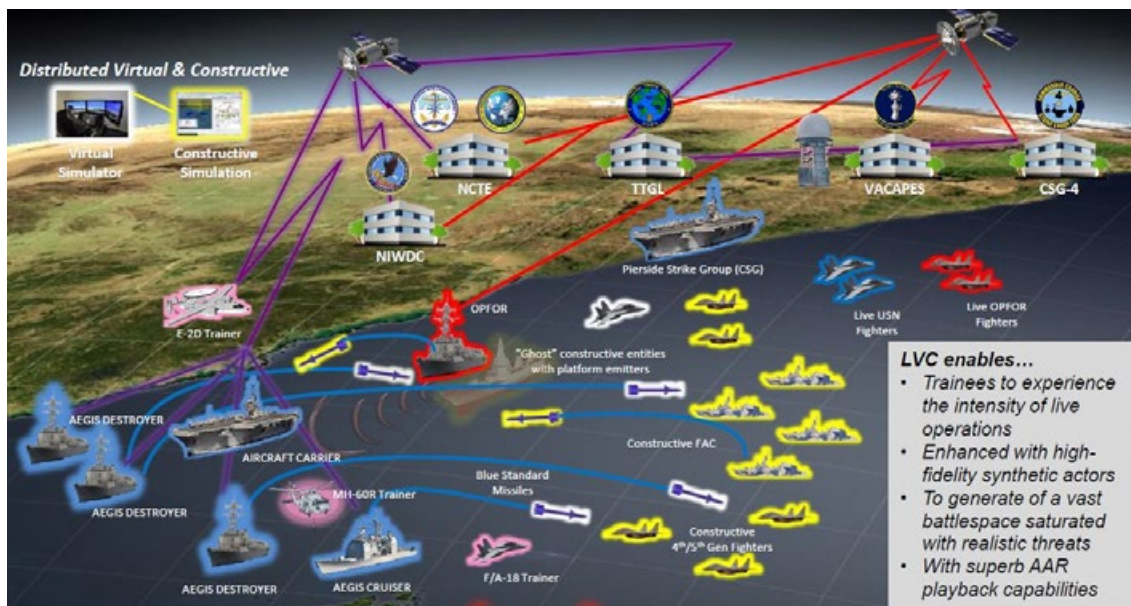 Distributed Virtual & Constructive
Virtual
Simulator
Constructive
Simulation
NCTE
TTGL
VACAPES
CSG-4
NIWDC
Pierside Strike Group (CSG)
E-2D Trainer
OPFOR
Live USN
Fighters
Live OPFOR
Fighters
"Ghost" constructive entities
with platform emitters
AEGIS DESTROYER
AIRCRAFT CARRIER
Constructive FAC
AEGIS DESTROYER
MH-60R Trainer
Blue Standard
Missiles
AEGIS DESTROYER
AEGIS CRUISER
F/A-18 Trainer
Constructive
4th/5th Gen Fighters
LVC enables…
• Trainees to experience
the intensity of live
operations
• Enhanced with high-
fidelity synthetic actors
• To generate of a vast
battlespace saturated
with realistic threats
• With superb AAR
playback capabilities